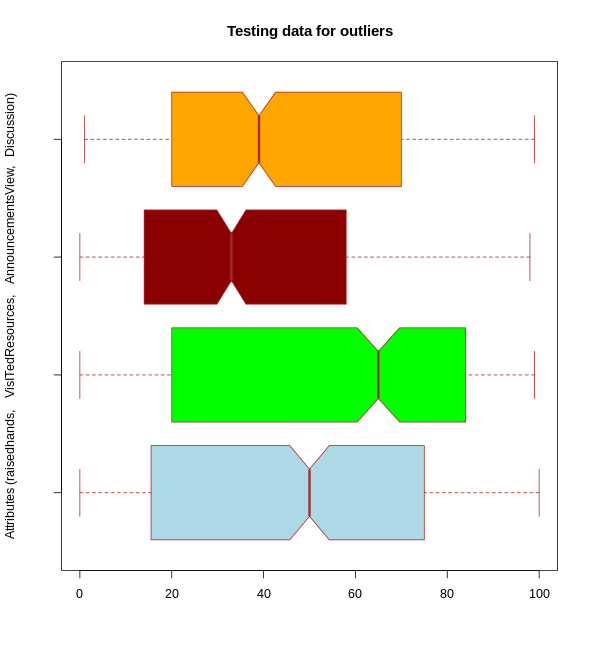 Testing data for outliers
Attributes (raisedhands, VisITedResources, AnnouncementsView, Discussion)
0 20 40 60 80 100